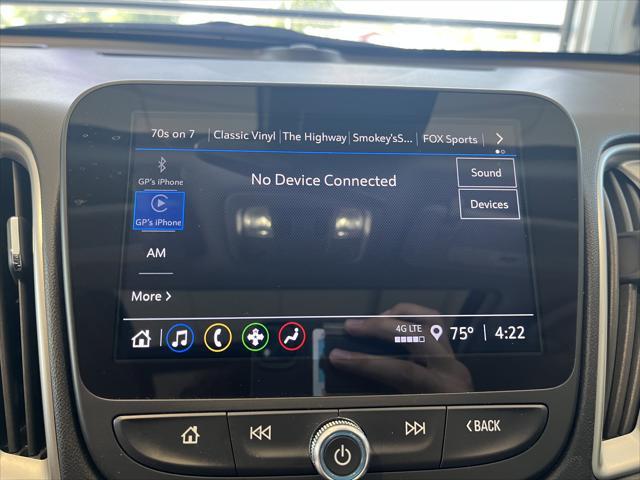 70s on 7 Classic Vinyl The Highway Smokey'sS... FOX Sports
GP's iPhone
No Device Connected
Sound
GP's iPhone
Devices
AM
More
4G LTE 75° 4:22
BACK